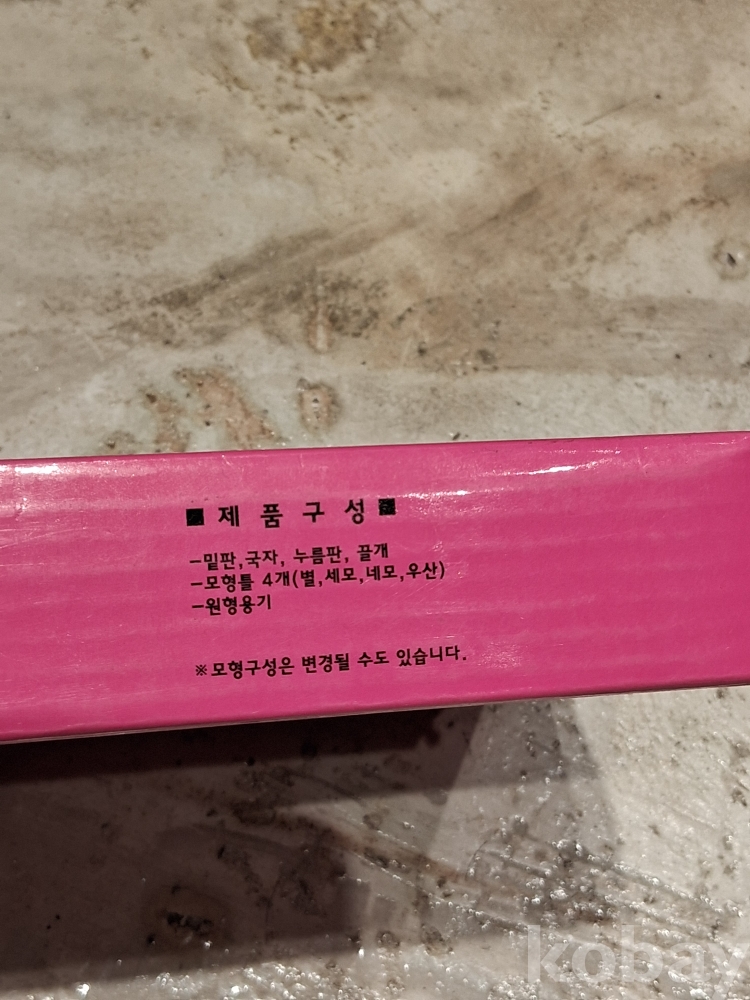 ■ 제 품 구 성 ■
-밑판,국자, 누름판, 끌개
-모형틀 4개(별,세모,네모,우산)
-원형용기
※모형구성은 변경될 수도 있습니다.
kobay